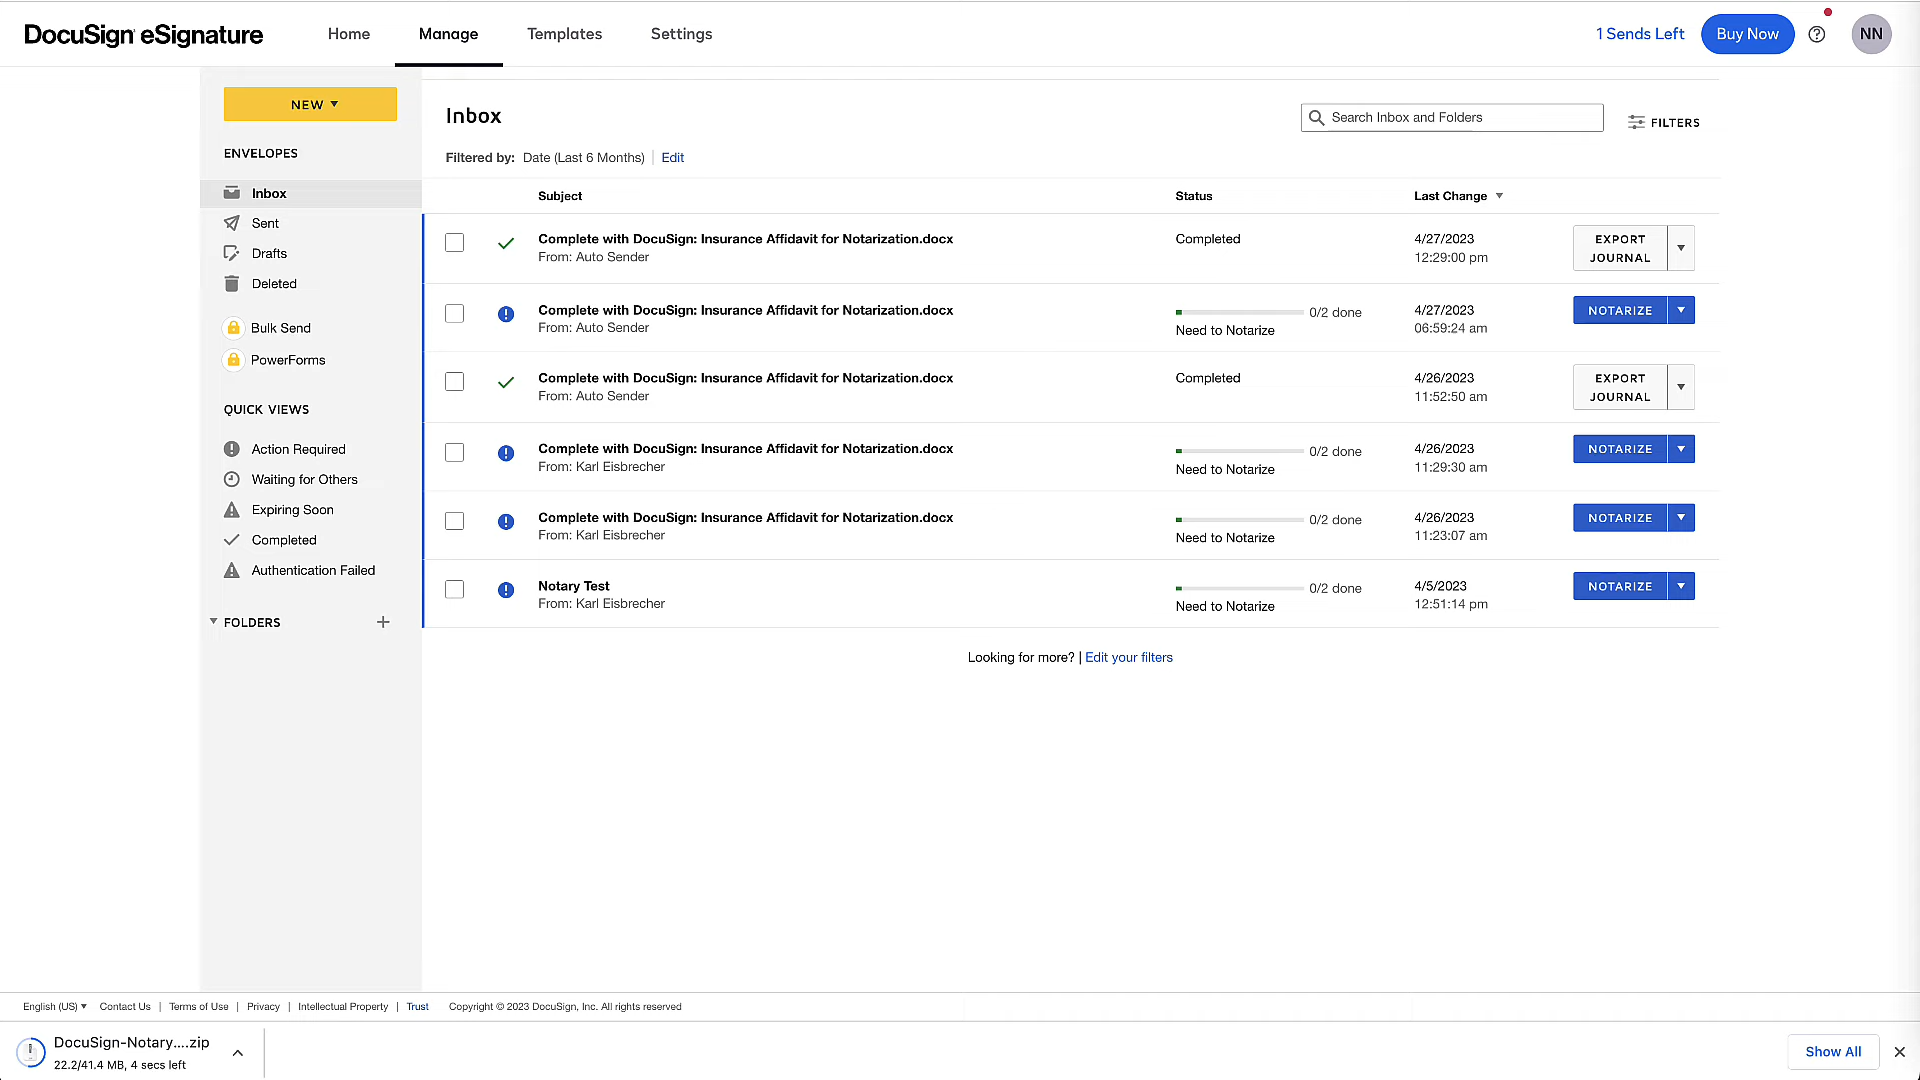 DocuSign eSignature
Home
Manage
Templates
Settings
1 Sends Left
Buy Now
NN
NEW
ENVELOPES
Inbox
Sent
Drafts
Deleted
Bulk Send
PowerForms
QUICK VIEWS
Action Required
Waiting for Others
Expiring Soon
Completed
Authentication Failed
FOLDERS
Inbox
Search Inbox and Folders
FILTERS
Filtered by: Date (Last 6 Months) | Edit
Subject
Status
Last Change
Complete with DocuSign: Insurance Affidavit for Notarization.docx
From: Auto Sender
Completed
4/27/2023
12:29:00 pm
EXPORT
JOURNAL
Complete with DocuSign: Insurance Affidavit for Notarization.docx
From: Auto Sender
0/2 done
Need to Notarize
4/27/2023
06:59:24 am
NOTARIZE
Complete with DocuSign: Insurance Affidavit for Notarization.docx
From: Auto Sender
Completed
4/26/2023
11:52:50 am
EXPORT
JOURNAL
Complete with DocuSign: Insurance Affidavit for Notarization.docx
From: Karl Eisbrecher
0/2 done
Need to Notarize
4/26/2023
11:29:30 am
NOTARIZE
Complete with DocuSign: Insurance Affidavit for Notarization.docx
From: Karl Eisbrecher
0/2 done
Need to Notarize
4/26/2023
11:23:07 am
NOTARIZE
Notary Test
From: Karl Eisbrecher
0/2 done
Need to Notarize
4/5/2023
12:51:14 pm
NOTARIZE
Looking for more? | Edit your filters
English (US) Contact Us | Terms of Use | Privacy | Intellectual Property | Trust Copyright © 2023 DocuSign, Inc. All rights reserved
DocuSign-Notary....zip
22.2/41.4 MB, 4 secs left
Show All